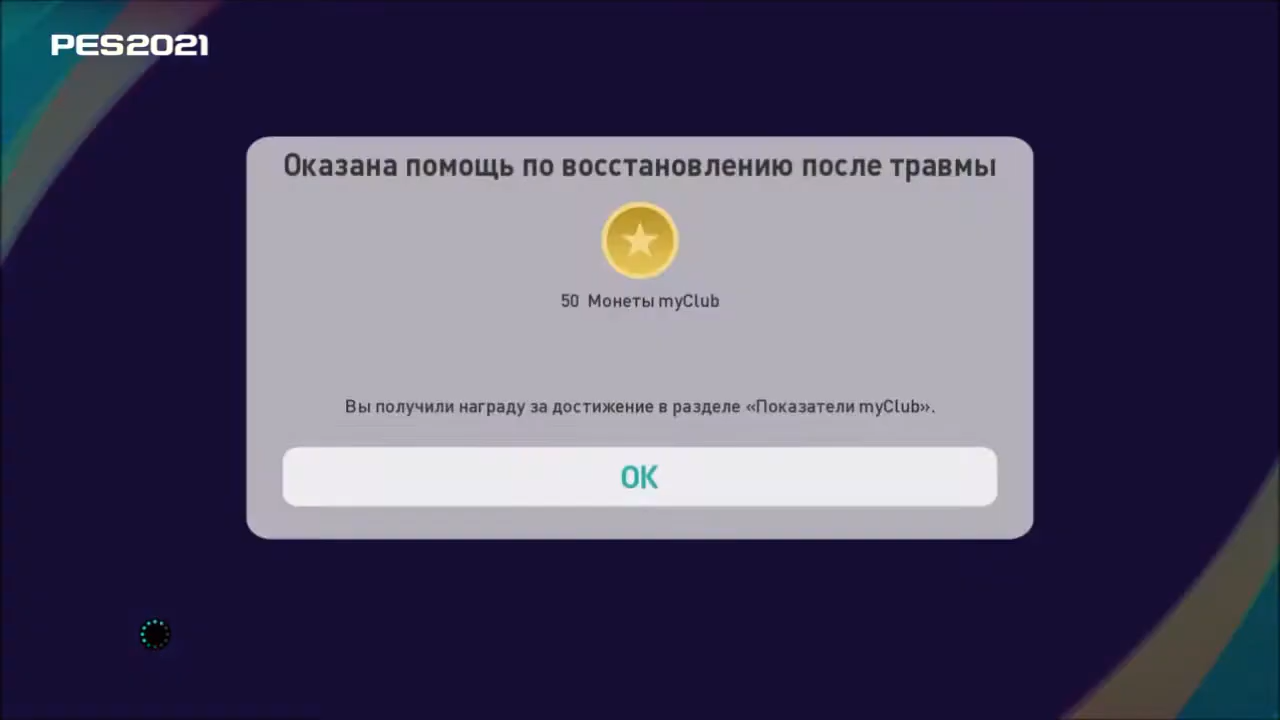 PES2021
Оказана помощь по восстановлению после травмы
50 Монеты myClub
Вы получили награду за достижение в разделе «Показатели myClub».
OK